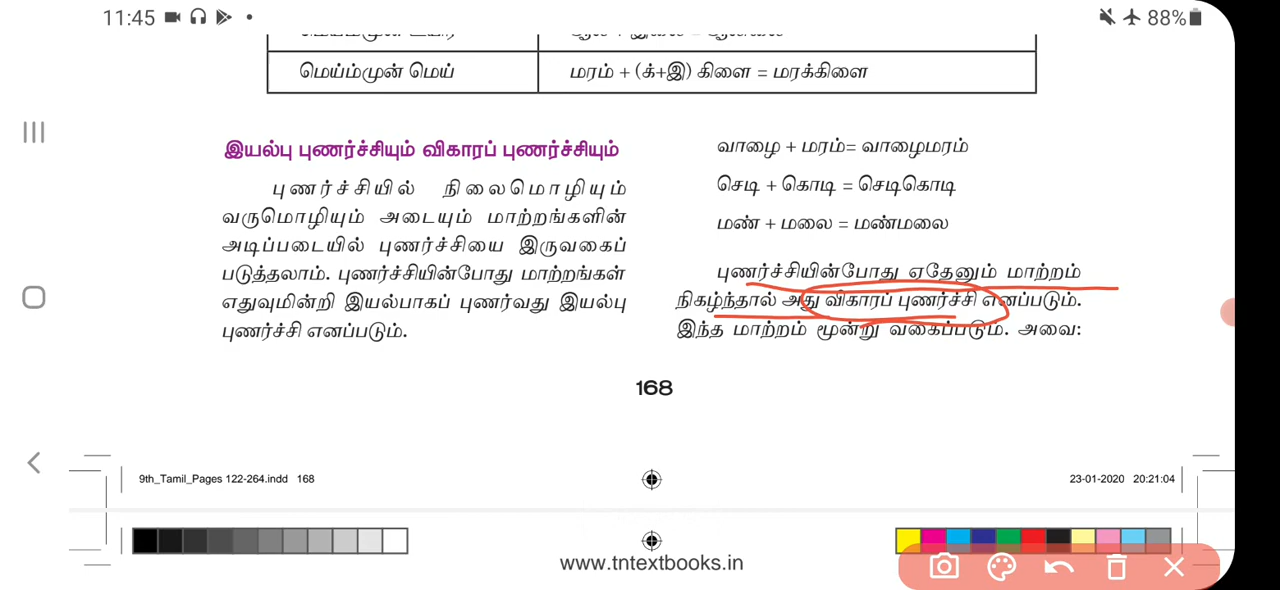 11:45
88%
மெய்ம்முன் மெய்
மரம் + (க்+இ) கிளை = மரக்கிளை
இயல்பு புணர்ச்சியும் விகாரப் புணர்ச்சியும்
புணர்ச்சியில் நிலைமொழியும்
வருமொழியும் அடையும் மாற்றங்களின்
அடிப்படையில் புணர்ச்சியை இருவகைப்
படுத்தலாம். புணர்ச்சியின்போது மாற்றங்கள்
எதுவுமின்றி இயல்பாகப் புணர்வது இயல்பு
புணர்ச்சி எனப்படும்.
வாழை + மரம்= வாழைமரம்
செடி + கொடி = செடிகொடி
மண் + மலை = மண்மலை
புணர்ச்சியின்போது ஏதேனும் மாற்றம்
நிகழ்ந்தால் அது விகாரப் புணர்ச்சி எனப்படும்.
இந்த மாற்றம் மூன்று வகைப்படும். அவை:
168
9th_Tamil_Pages 122-264.indd 168
23-01-2020 20:21:04
www.tntextbooks.in